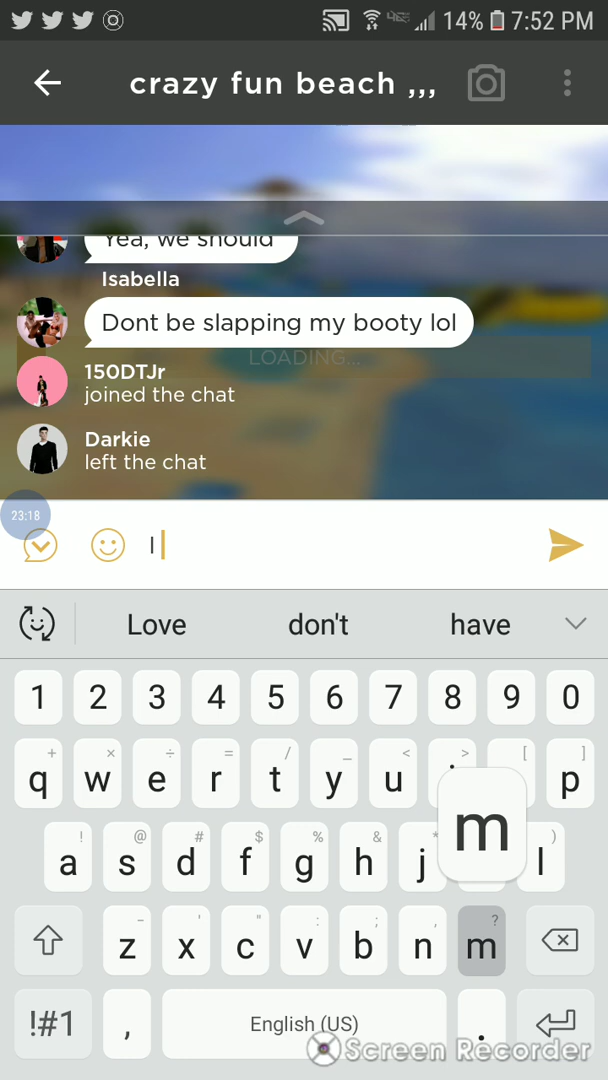 14% 7:52 PM
crazy fun beach ,,,
Yea, we should
Isabella
Dont be slapping my booty lol
LOADING...
150DTJr
joined the chat
Darkie
left the chat
23:18
I
Love don't have
1 2 3 4 5 6 7 8 9 0
+ × ÷ = / _ < > [ ]
q w e r t y u p
m
! @ # $ % & * )
a s d f g h j l
- ' " : ; , ?
z x c v b n m
!#1 , English (US) .
Screen Recorder